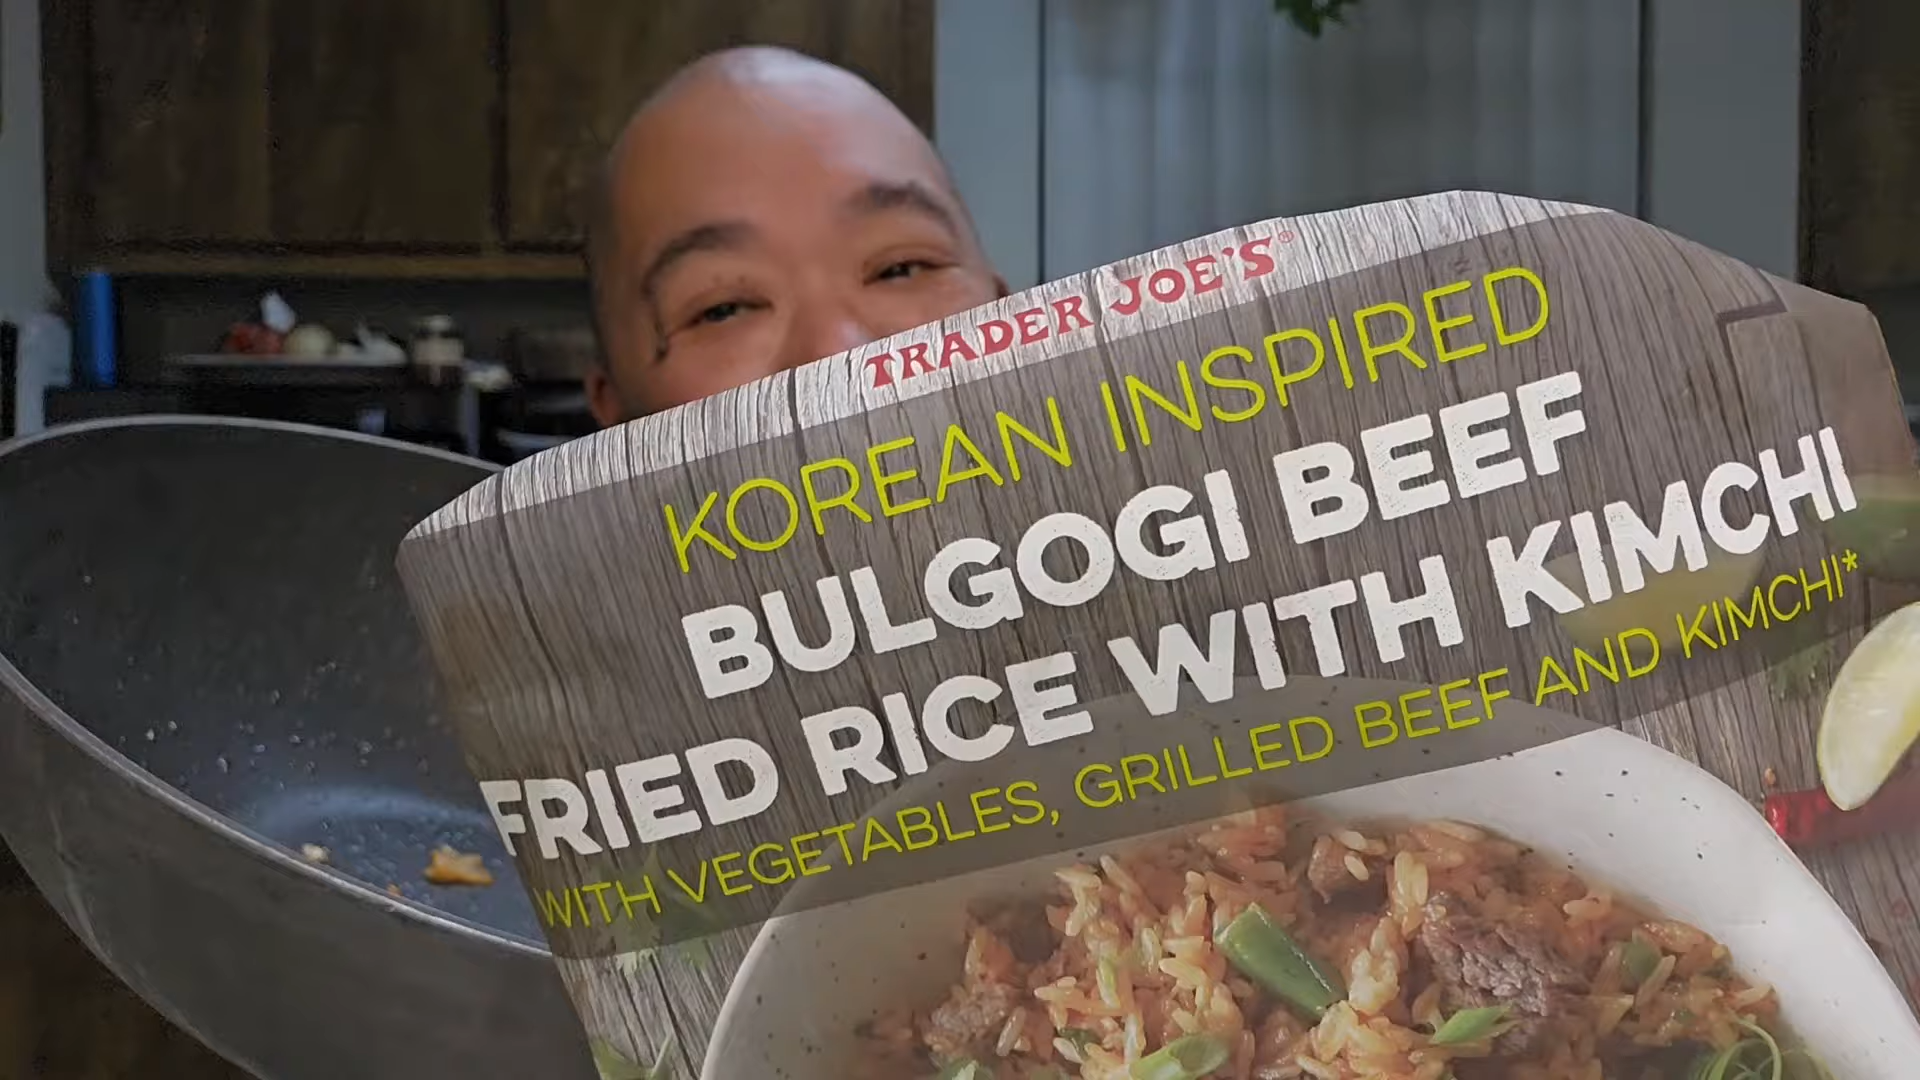 TRADER JOE'S®
KOREAN INSPIRED
BULGOGI BEEF
FRIED RICE WITH KIMCHI
WITH VEGETABLES, GRILLED BEEF AND KIMCHI*